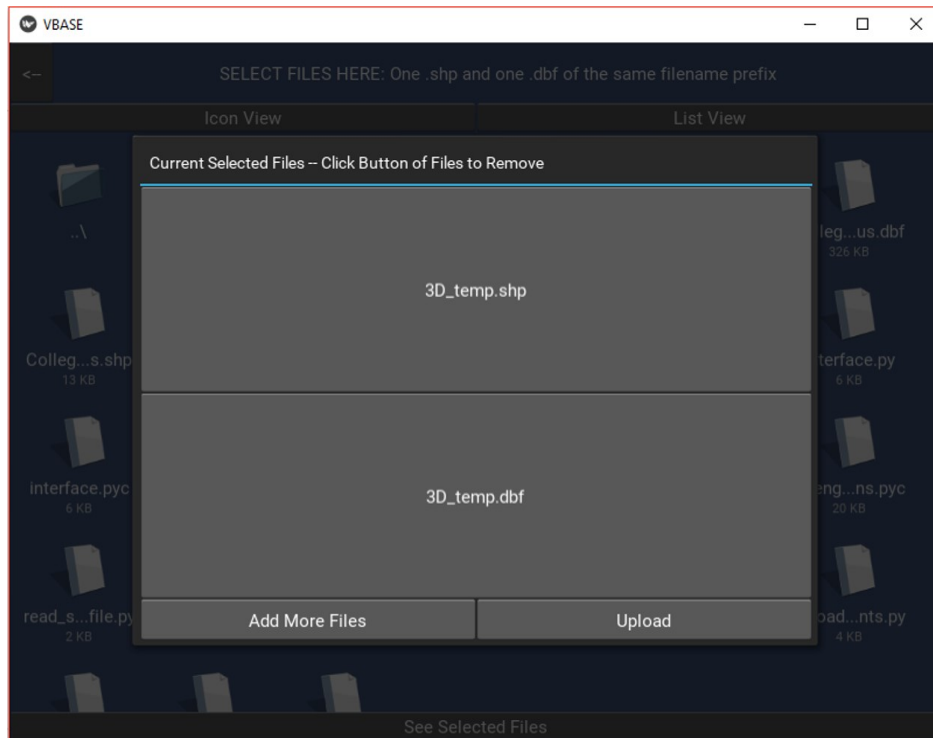 VBASE
<--
SELECT FILES HERE: One .shp and one .dbf of the same filename prefix
Icon View
List View
Current Selected Files -- Click Button of Files to Remove
3D_temp.shp
3D_temp.dbf
Add More Files
Upload
..\
leg...us.dbf
326 KB
Colleg...s.shp
13 KB
terface.py
6 KB
interface.pyc
6 KB
eng...ns.pyc
20 KB
read_s...file.py
2 KB
oad...nts.py
4 KB
See Selected Files